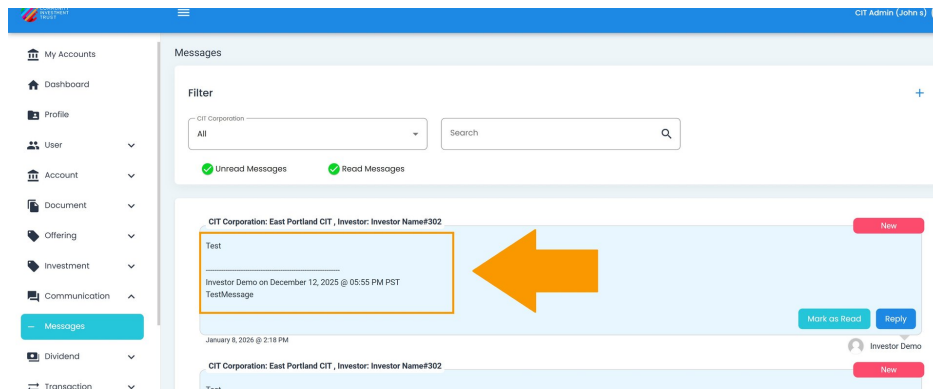 INVESTMENT
TRUST
CIT Admin (John s)
My Accounts
Dashboard
Profile
User
Account
Document
Offering
Investment
Communication
Messages
Dividend
Transaction
Messages
Filter
CIT Corporation
All
Search
Unread Messages
Read Messages
CIT Corporation: East Portland CIT , Investor: Investor Name#302
New
Test
------------------------------------------------
Investor Demo on December 12, 2025 @ 05:55 PM PST
TestMessage
Mark as Read
Reply
January 8, 2026 @ 2:18 PM
Investor Demo
CIT Corporation: East Portland CIT , Investor: Investor Name#302
New
Test